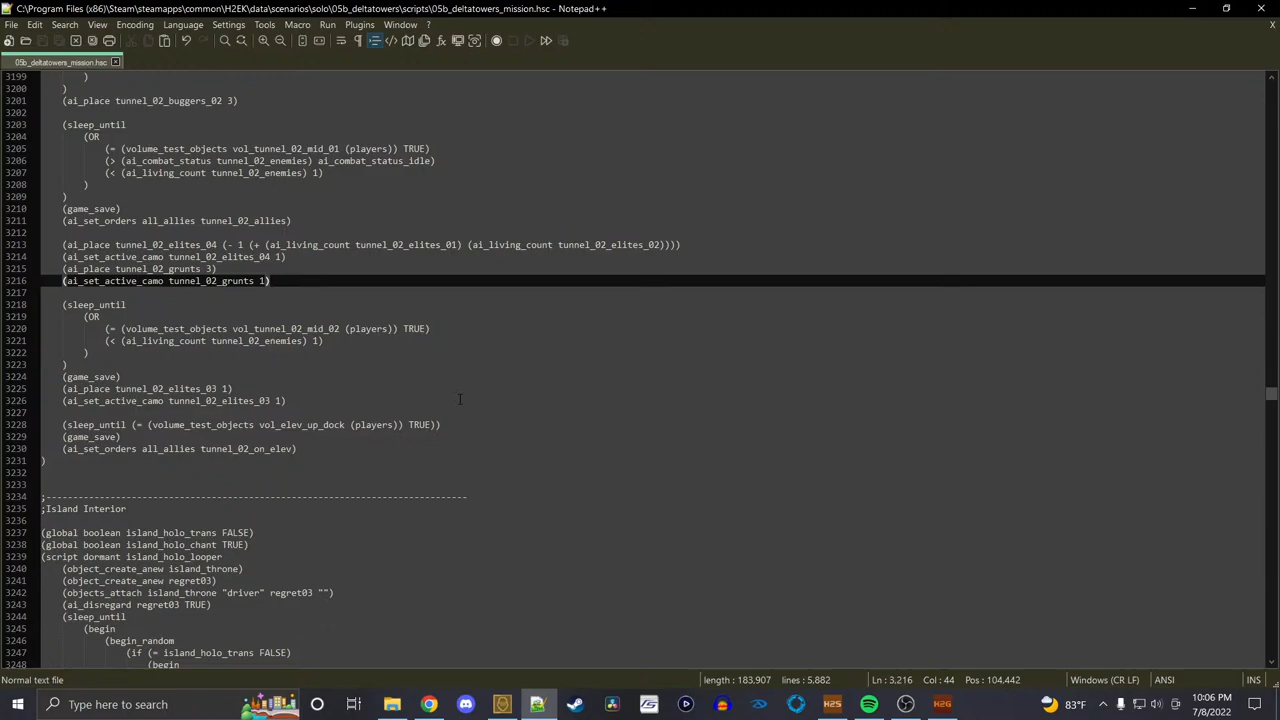 C:\Program Files (x86)\Steam\steamapps\common\H2EK\data\scenarios\solo\05b_deltatowers\scripts\05b_deltatowers_mission.hsc - Notepad++
File Edit Search View Encoding Language Settings Tools Macro Run Plugins Window ?
05b_deltatowers_mission.hsc
3199 )
3200 )
3201 (ai_place tunnel_02_buggers_02 3)
3202
3203 (sleep_until
3204 (OR
3205 (= (volume_test_objects vol_tunnel_02_mid_01 (players)) TRUE)
3206 (> (ai_combat_status tunnel_02_enemies) ai_combat_status_idle)
3207 (< (ai_living_count tunnel_02_enemies) 1)
3208 )
3209 )
3210 (game_save)
3211 (ai_set_orders all_allies tunnel_02_allies)
3212
3213 (ai_place tunnel_02_elites_04 (- 1 (+ (ai_living_count tunnel_02_elites_01) (ai_living_count tunnel_02_elites_02))))
3214 (ai_set_active_camo tunnel_02_elites_04 1)
3215 (ai_place tunnel_02_grunts 3)
3216 (ai_set_active_camo tunnel_02_grunts 1)
3217
3218 (sleep_until
3219 (OR
3220 (= (volume_test_objects vol_tunnel_02_mid_02 (players)) TRUE)
3221 (< (ai_living_count tunnel_02_enemies) 1)
3222 )
3223 )
3224 (game_save)
3225 (ai_place tunnel_02_elites_03 1)
3226 (ai_set_active_camo tunnel_02_elites_03 1)
3227
3228 (sleep_until (= (volume_test_objects vol_elev_up_dock (players)) TRUE))
3229 (game_save)
3230 (ai_set_orders all_allies tunnel_02_on_elev)
3231 )
3232
3233
3234 ;-------------------------------------------------------------------------------
3235 ;Island Interior
3236
3237 (global boolean island_holo_trans FALSE)
3238 (global boolean island_holo_chant TRUE)
3239 (script dormant island_holo_looper
3240 (object_create_anew island_throne)
3241 (object_create_anew regret03)
3242 (objects_attach island_throne "driver" regret03 "")
3243 (ai_disregard regret03 TRUE)
3244 (sleep_until
3245 (begin
3246 (begin_random
3247 (if (= island_holo_trans FALSE)
3248 (begin
Normal text file length : 183,907 lines : 5,882 Ln : 3,216 Col : 44 Pos : 104,442 Windows (CR LF) ANSI INS
Type here to search 83°F 10:06 PM
7/8/2022